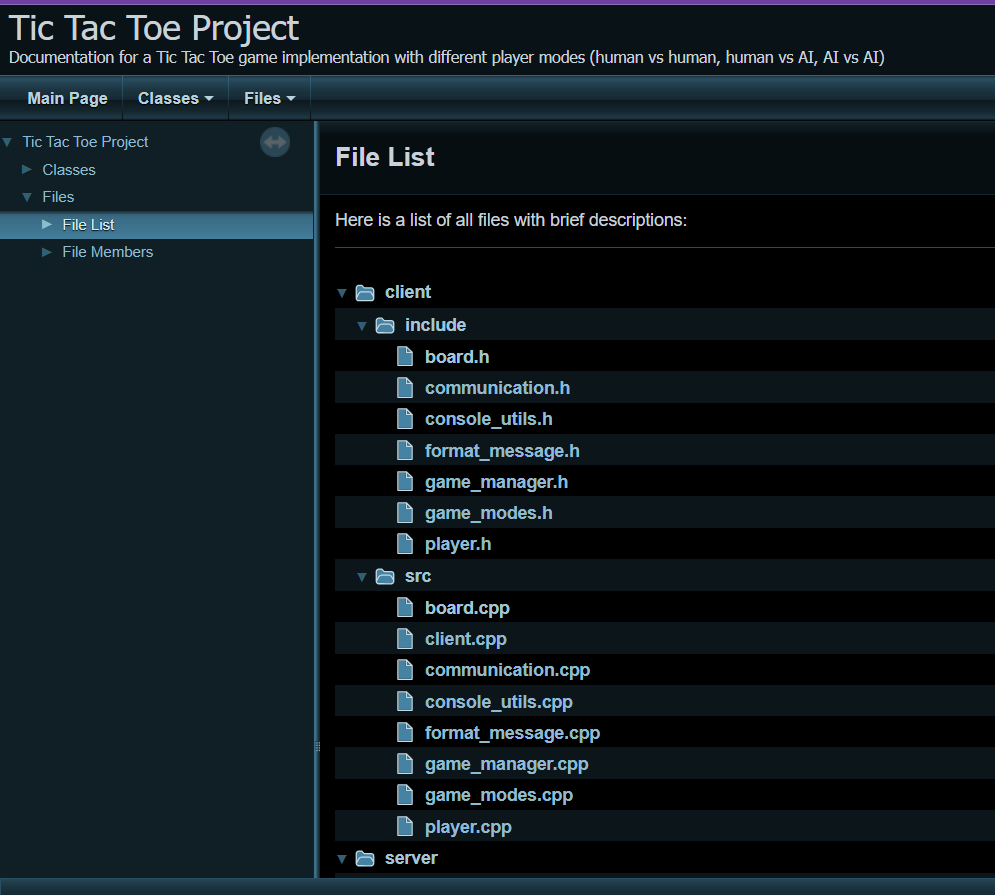 Tic Tac Toe Project
Documentation for a Tic Tac Toe game implementation with different player modes (human vs human, human vs AI, AI vs AI)
Main Page Classes Files
Tic Tac Toe Project
Classes
Files
File List
File Members
File List
Here is a list of all files with brief descriptions:
client
include
board.h
communication.h
console_utils.h
format_message.h
game_manager.h
game_modes.h
player.h
src
board.cpp
client.cpp
communication.cpp
console_utils.cpp
format_message.cpp
game_manager.cpp
game_modes.cpp
player.cpp
server